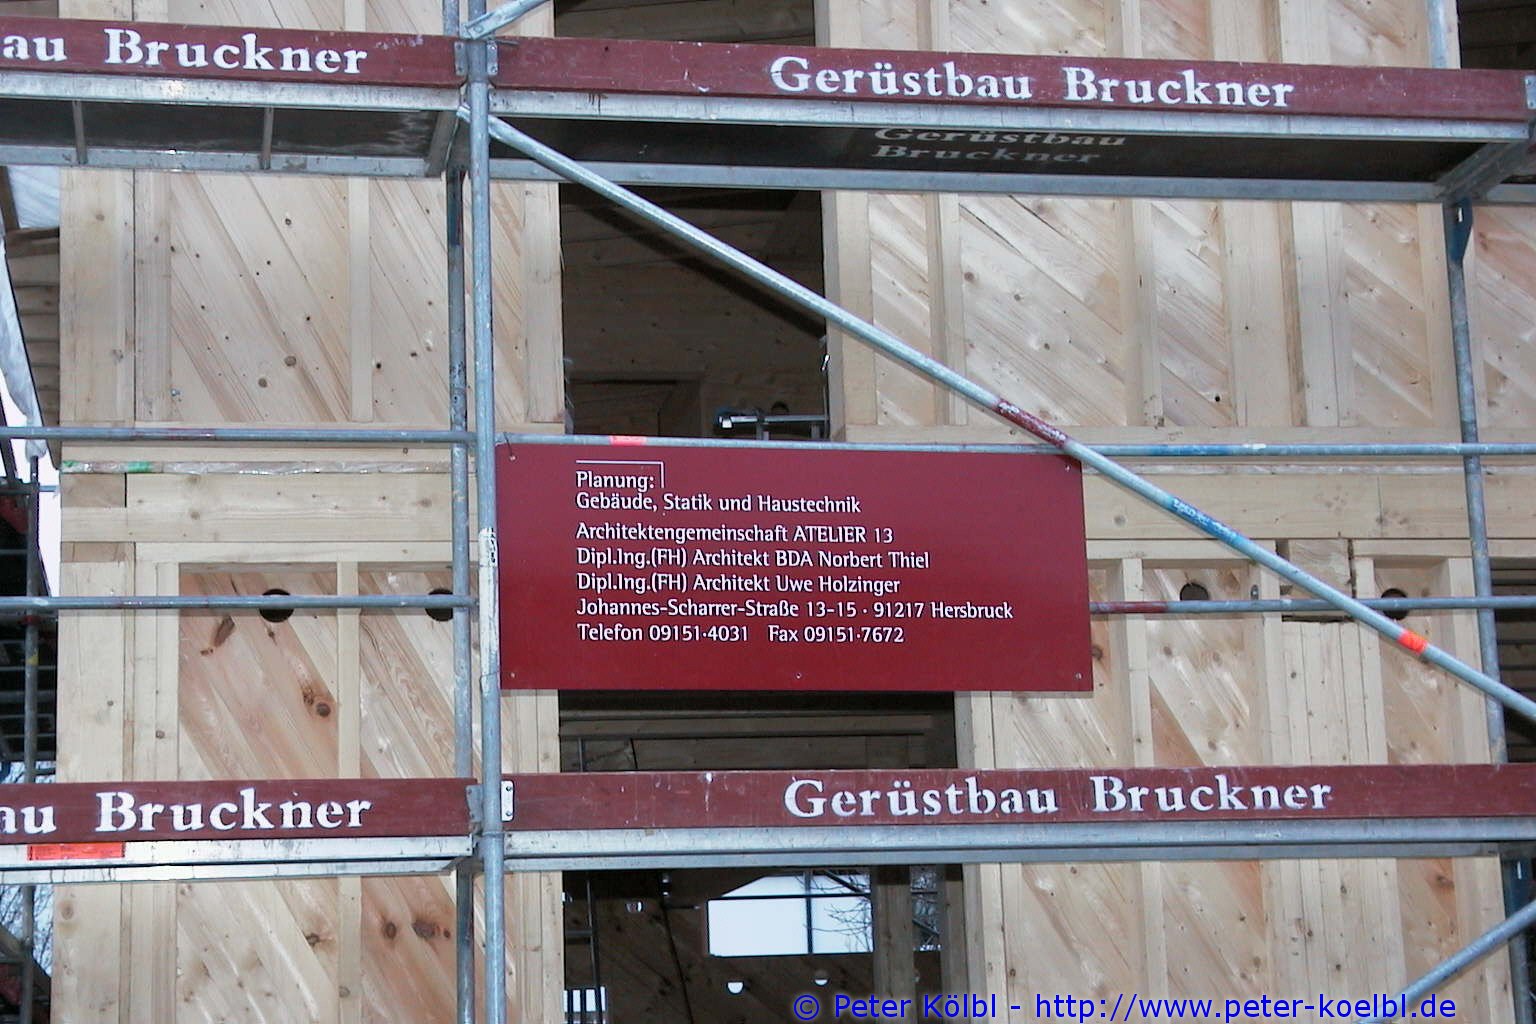 au Bruckner
Gerüstbau Bruckner
Gerüstbau
Bruckner
Planung:
Gebäude, Statik und Haustechnik
Architektengemeinschaft ATELIER 13
Dipl.Ing.(FH) Architekt BDA Norbert Thiel
Dipl.Ing.(FH) Architekt Uwe Holzinger
Johannes-Scharrer-Straße 13-15 · 91217 Hersbruck
Telefon 09151·4031 Fax 09151·7672
au Bruckner
Gerüstbau Bruckner
© Peter Kölbl - http://www.peter-koelbl.de